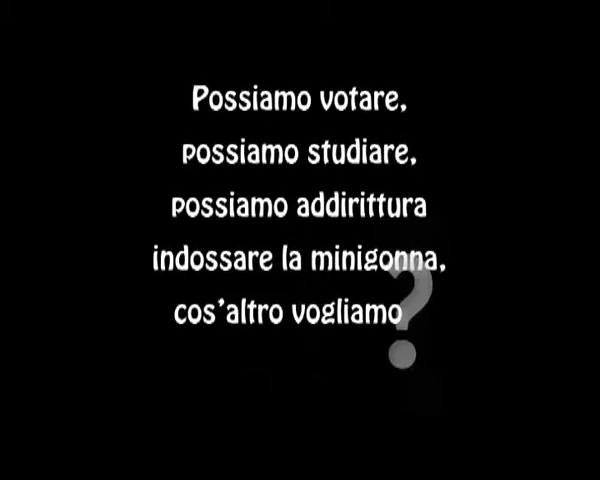 Possiamo votare,
possiamo studiare,
possiamo addirittura
indossare la minigonna,
cos'altro vogliamo ?